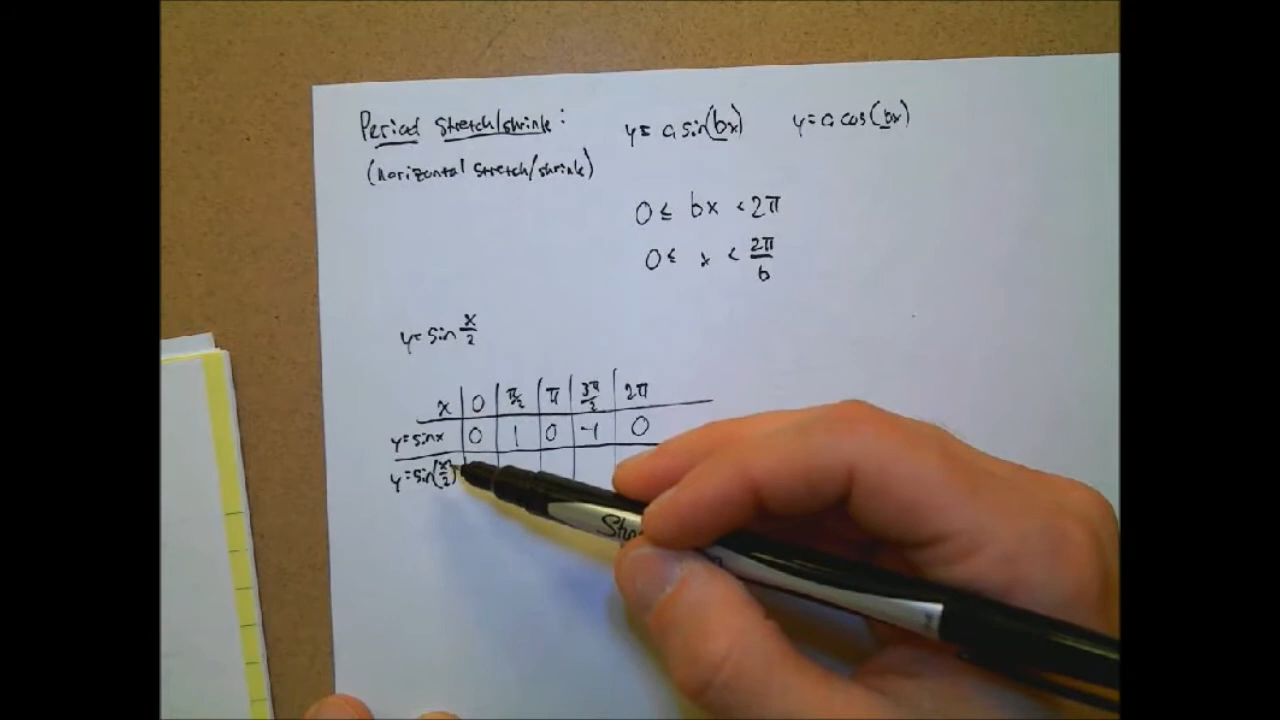 Period Stretch/shrink: y = a sin(bx) y = a cos(bx)
(horizontal stretch/shrink)
0 ≤ bx < 2π
0 ≤ x < 2π/b
y = sin x/2
x | 0 | π/2 | π | 3π/2 | 2π
y = sinx | 0 | 1 | 0 | -1 | 0
y = sin(x/2)